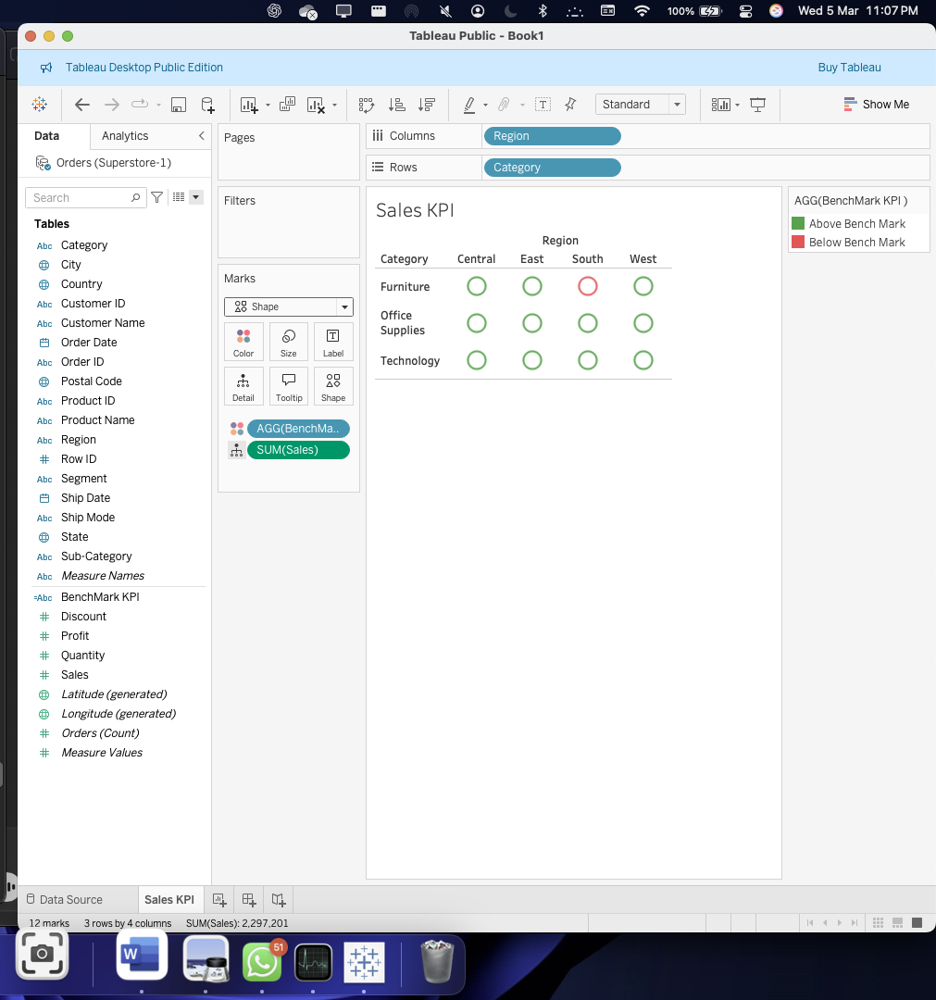 100% Wed 5 Mar 11:07 PM
Tableau Public - Book1
Tableau Desktop Public Edition Buy Tableau
T Standard Show Me
Data Analytics
Orders (Superstore-1)
Search
Tables
Abc Category
City
Country
Abc Customer ID
Abc Customer Name
Order Date
Abc Order ID
Postal Code
Abc Product ID
Abc Product Name
Abc Region
# Row ID
Abc Segment
Ship Date
Abc Ship Mode
State
Abc Sub-Category
Abc Measure Names
=Abc BenchMark KPI
# Discount
# Profit
# Quantity
# Sales
Latitude (generated)
Longitude (generated)
# Orders (Count)
# Measure Values
Pages
Filters
Marks
Shape
Color Size Label
Detail Tooltip Shape
AGG(BenchMa..
SUM(Sales)
Columns Region
Rows Category
Sales KPI
Region
Category Central East South West
Furniture
Office
Supplies
Technology
AGG(BenchMark KPI )
Above Bench Mark
Below Bench Mark
Data Source Sales KPI
12 marks 3 rows by 4 columns SUM(Sales): 2,297,201
W 51